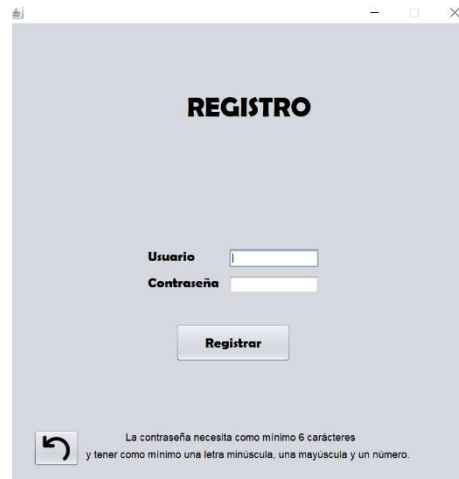 REGISTRO
Usuario
Contraseña
Registrar
La contraseña necesita como mínimo 6 carácteres
y tener como mínimo una letra minúscula, una mayúscula y un número.